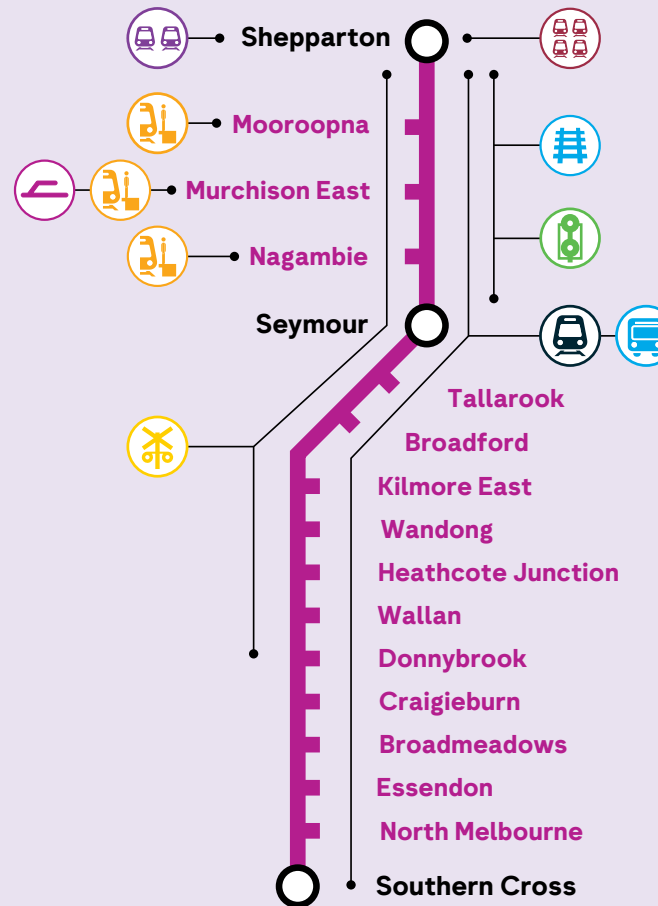 Shepparton
Mooroopna
Murchison East
Nagambie
Seymour
Tallarook
Broadford
Kilmore East
Wandong
Heathcote Junction
Wallan
Donnybrook
Craigieburn
Broadmeadows
Essendon
North Melbourne
Southern Cross